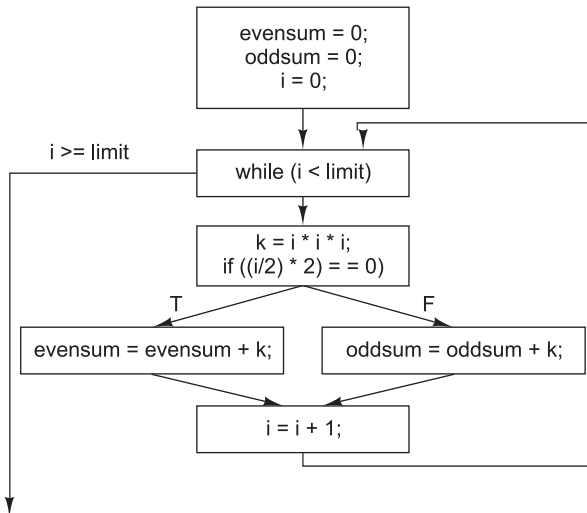 evensum = 0;
oddsum = 0;
i = 0;
i >= limit
while (i < limit)
k = i * i * i;
if ((i/2) * 2) = = 0)
T
F
evensum = evensum + k;
oddsum = oddsum + k;
i = i + 1;